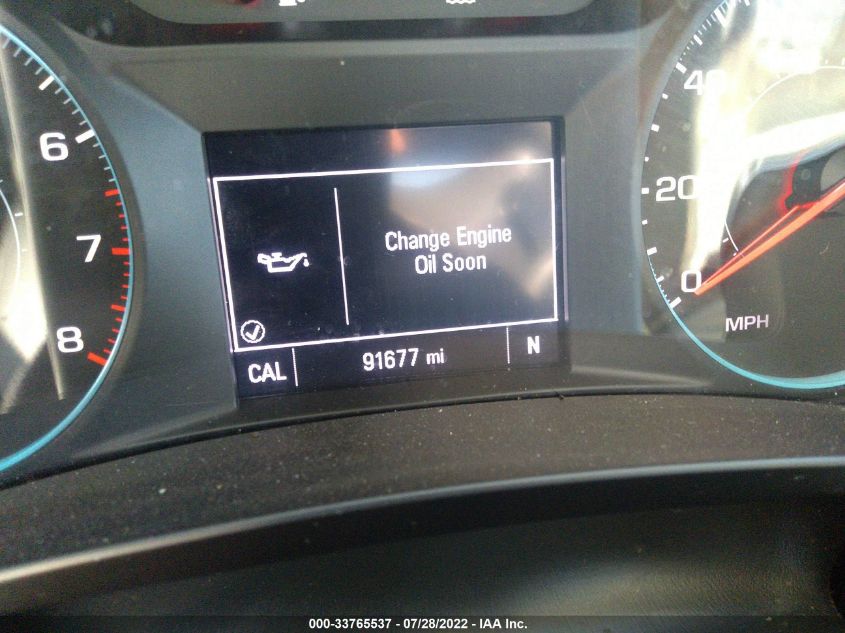 6
7
8
Change Engine
Oil Soon
CAL 91677 mi N
40
20
0
MPH
000-33765537 - 07/28/2022 - IAA Inc.